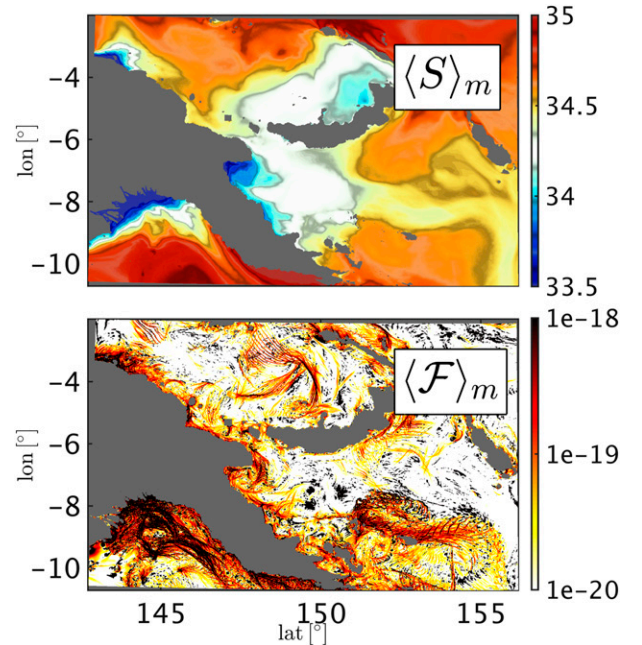 35
⟨S⟩ₘ
−4
34.5
−6
lon [°]
34
−8
−10
33.5
1e-18
⟨ℱ⟩ₘ
−4
−6
1e-19
lon [°]
−8
−10
1e-20
145 150 155
lat [°]